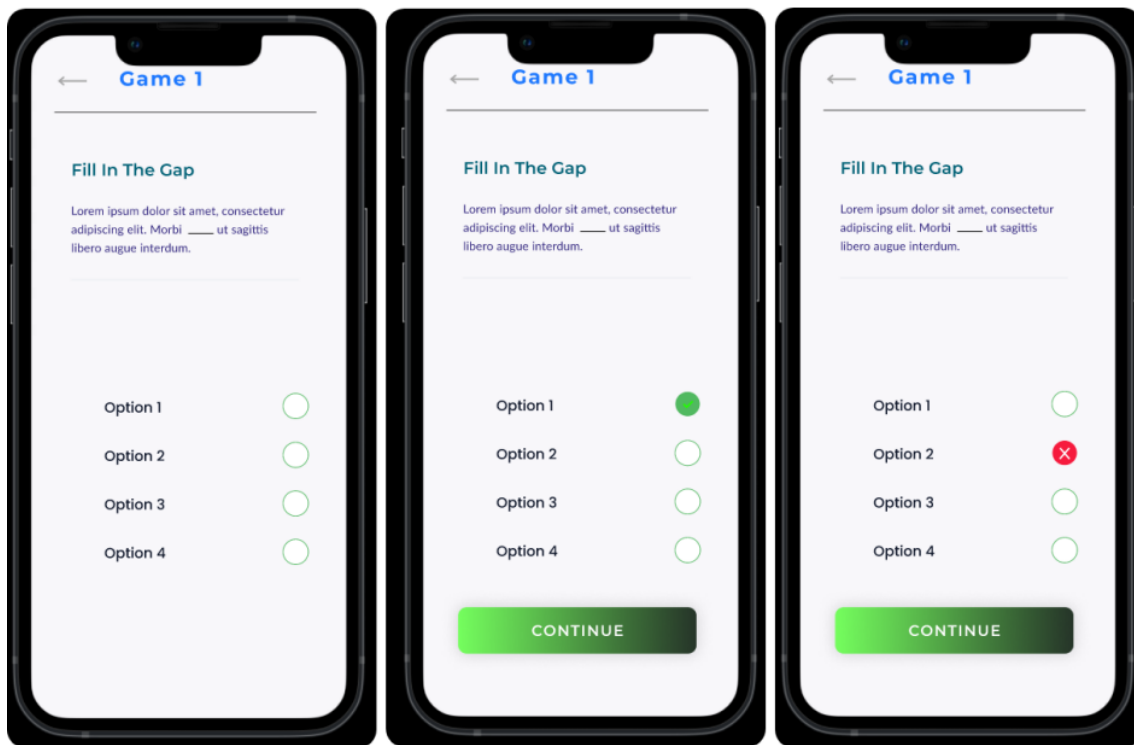 Game 1
Fill In The Gap
Lorem ipsum dolor sit amet, consectetur
adipiscing elit. Morbi ____ ut sagittis
libero augue interdum.
Option 1
Option 2
Option 3
Option 4
Game 1
Fill In The Gap
Lorem ipsum dolor sit amet, consectetur
adipiscing elit. Morbi ____ ut sagittis
libero augue interdum.
Option 1
Option 2
Option 3
Option 4
CONTINUE
Game 1
Fill In The Gap
Lorem ipsum dolor sit amet, consectetur
adipiscing elit. Morbi ____ ut sagittis
libero augue interdum.
Option 1
Option 2
Option 3
Option 4
CONTINUE